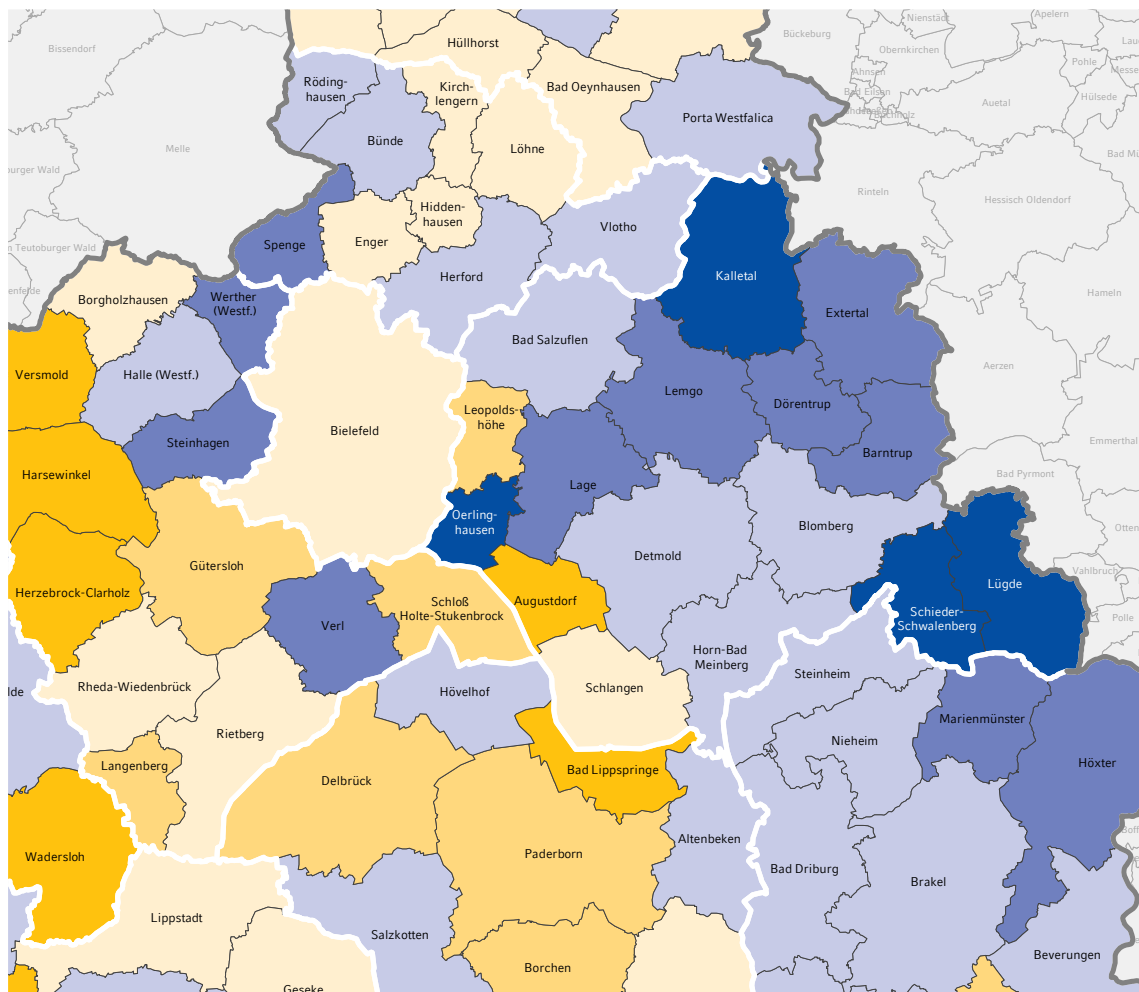 Bissendorf
Melle
Hüllhorst
Bückeburg
Nienstädt
Apelern
Obernkirchen
Pohle
Ahnsen
Bad Eilsen
Auetal
Hülsede
Röding-
hausen
Kirch-
lengern
Bad Oeynhausen
Porta Westfalica
Bünde
Löhne
Rinteln
Hessisch Oldendorf
Hidden-
hausen
Enger
Vlotho
Spenge
Herford
Kalletal
Teutoburger Wald
Borgholzhausen
Werther
(Westf.)
Extertal
Hameln
Bad Salzuflen
Versmold
Halle (Westf.)
Aerzen
Lemgo
Dörentrup
Leopolds-
höhe
Bielefeld
Steinhagen
Barntrup
Emmerthal
Harsewinkel
Bad Pyrmont
Lage
Oerling-
hausen
Blomberg
Detmold
Gütersloh
Vahlbruch
Lügde
Herzebrock-Clarholz
Augustdorf
Schloß
Holte-Stukenbrock
Schieder-
Schwalenberg
Polle
Verl
Horn-Bad
Meinberg
Steinheim
Rheda-Wiedenbrück
Hövelhof
Schlangen
Marienmünster
Rietberg
Nieheim
Höxter
Langenberg
Bad Lippspringe
Delbrück
Altenbeken
Wadersloh
Paderborn
Bad Driburg
Brakel
Lippstadt
Salzkotten
Beverungen
Borchen
Geseke